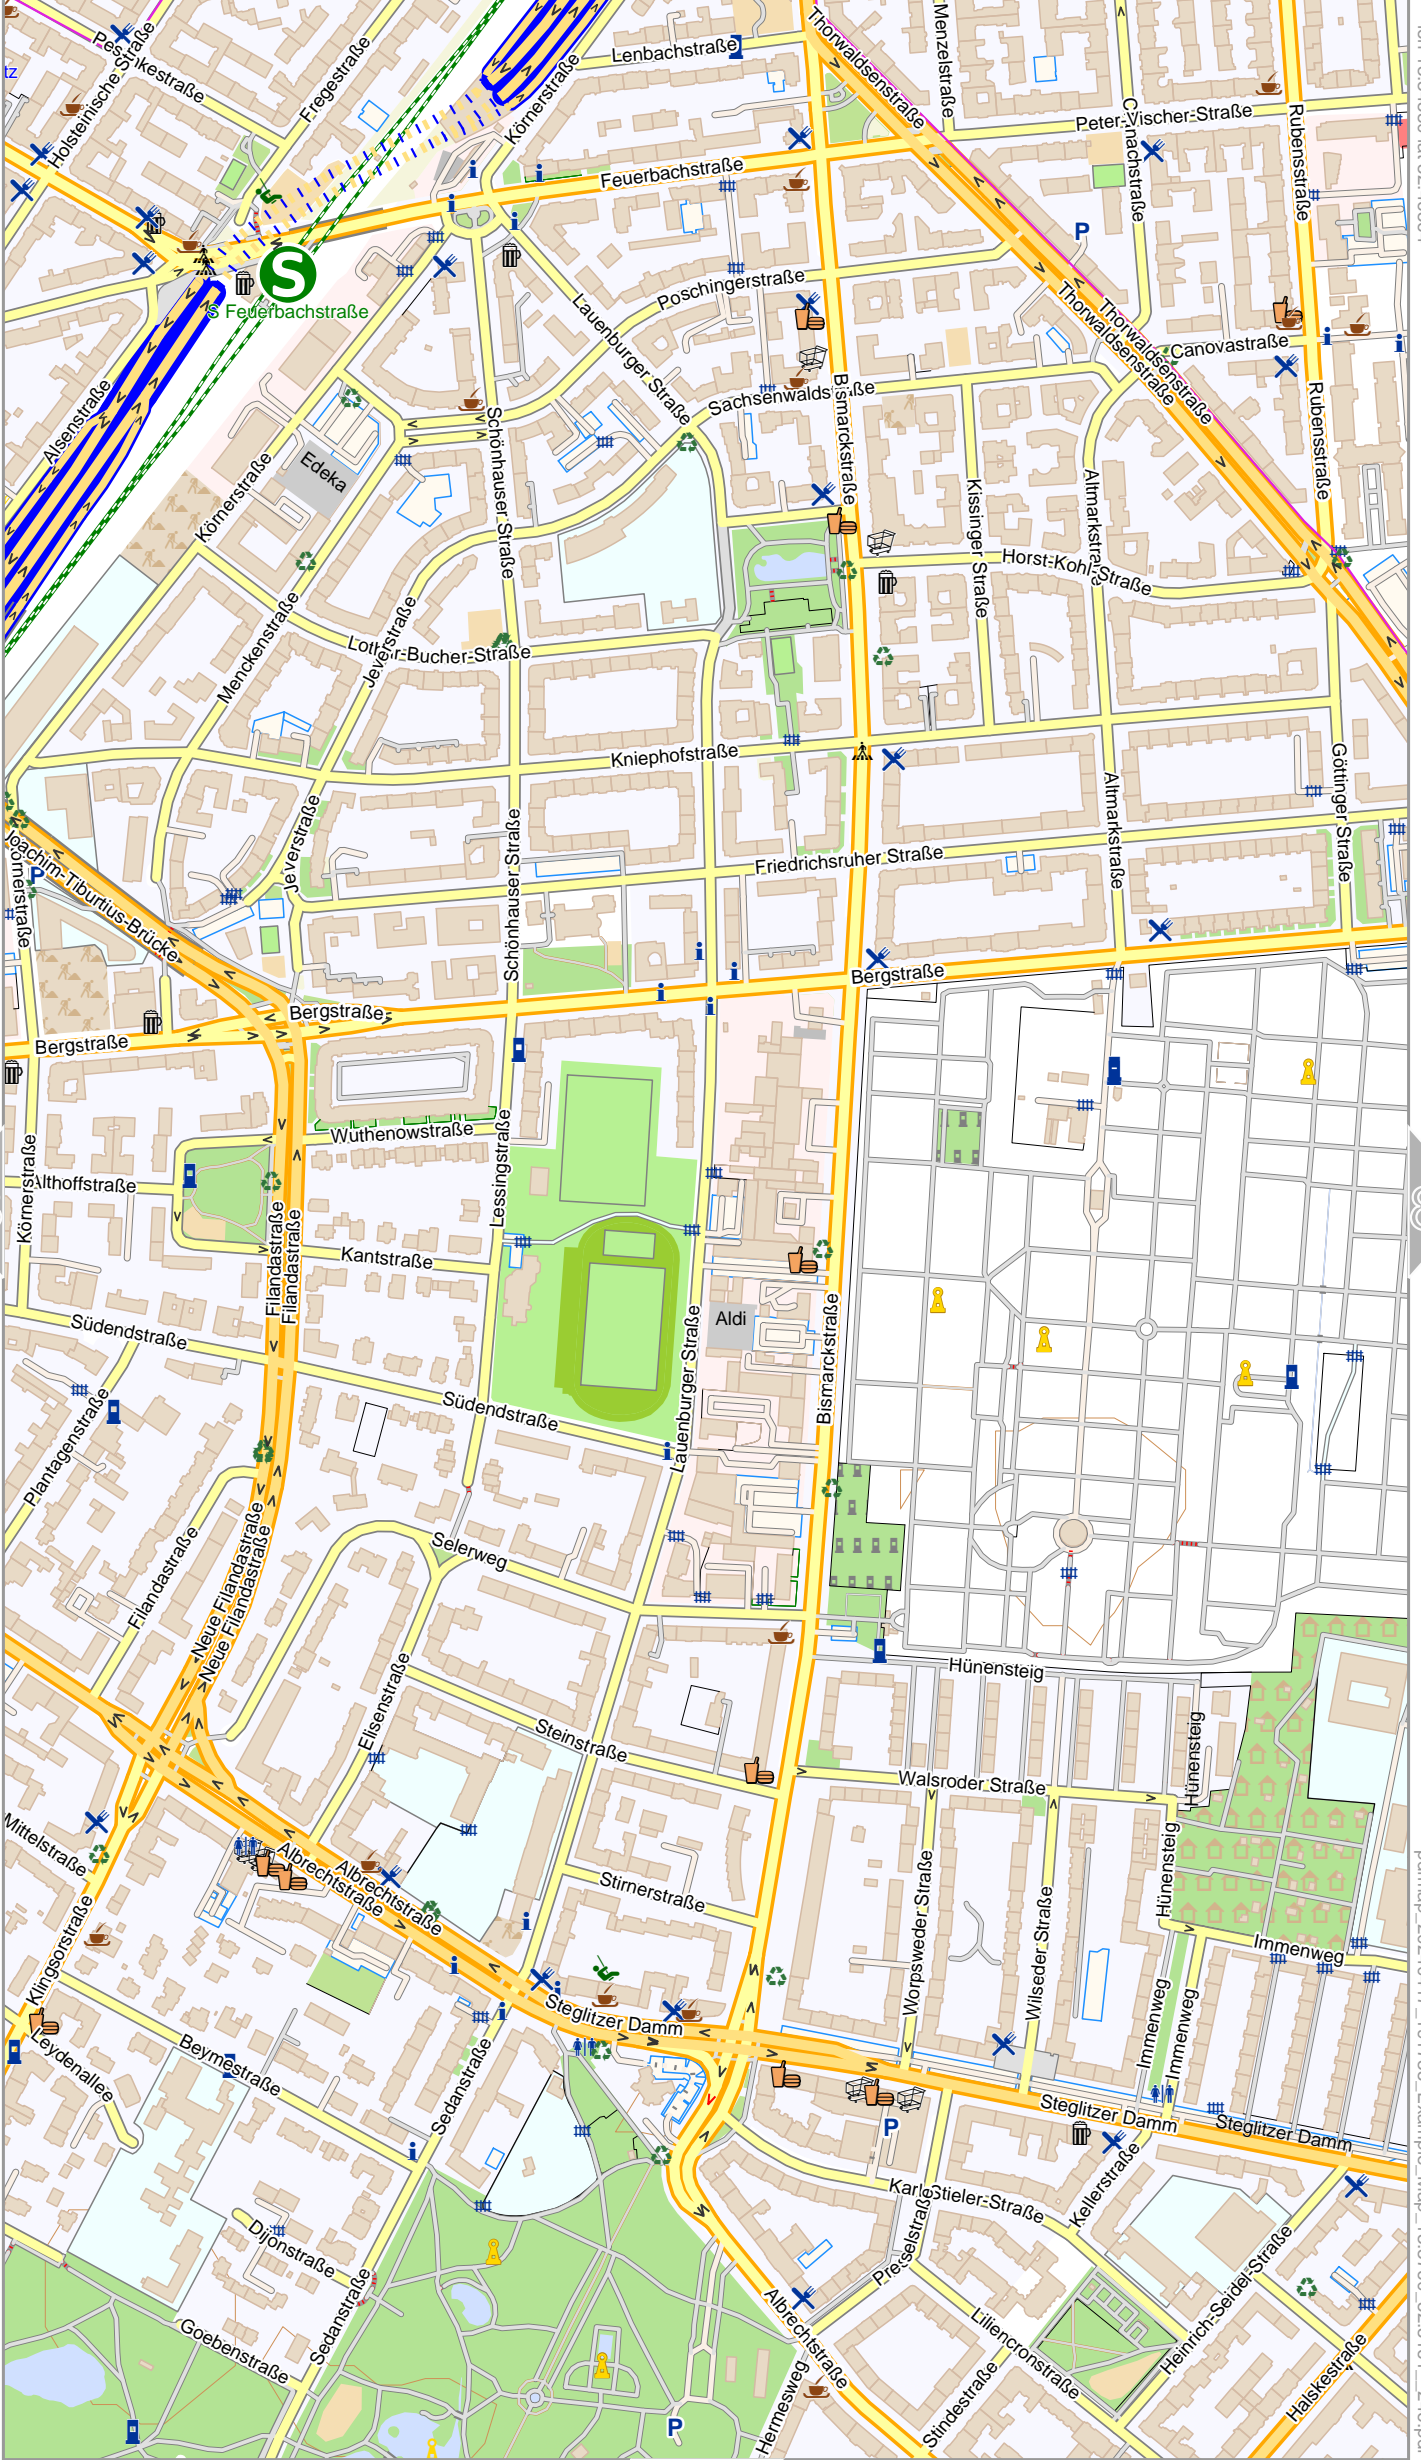 Lenbachstraße
Thorwaldsenstraße
Menzelstraße
Peschkestraße
Holsteinische Straße
Fregestraße
Körnerstraße
Peter-Vischer-Straße
Cranachstraße
Rubensstraße
tz
Feuerbachstraße
S
S Feuerbachstraße
P
Poschingerstraße
Lauenburger Straße
Thorwaldsenstraße
Thorwaldsenstraße
Canovastraße
Sachsenwaldstraße
Bismarckstraße
Rubensstraße
Alsenstraße
Edeka
Körnerstraße
Schönhauser Straße
Kissinger Straße
Altmarkstraße
Horst-Kohl-Straße
Menckenstraße
Jeverstraße
Lothar-Bucher-Straße
Kniephofstraße
Göttinger Straße
Altmarkstraße
Jeverstraße
Schönhauser Straße
Friedrichsruher Straße
Joachim-Tiburtius-Brücke
P
Körnerstraße
Bergstraße
Bergstraße
Bergstraße
Wuthenowstraße
Lessingstraße
Körnerstraße
Althoffstraße
Filandastraße
Filandastraße
Kantstraße
Südendstraße
Aldi
Lauenburger Straße
Bismarckstraße
Südendstraße
Plantagenstraße
Selerweg
Filandastraße
Neue Filandastraße
Neue Filandastraße
Elisenstraße
Hünensteig
Steinstraße
Walsroder Straße
Hünensteig
Mittelstraße
Albrechtstraße
Albrechtstraße
Stirnerstraße
Hünensteig
Worpsweder Straße
Wilseder Straße
Immenweg
Klingsorstraße
Immenweg
Immenweg
Steglitzer Damm
Leydenallee
Beymestraße
Sedanstraße
P
Steglitzer Damm
Steglitzer Damm
Kellerstraße
Karl-Stieler-Straße
Presselstraße
Dijonstraße
Sedanstraße
Goebenstraße
Albrechtstraße
Liliencronstraße
Heinrich-Seidel-Straße
Halskestraße
Stindestraße
Hermesweg
P